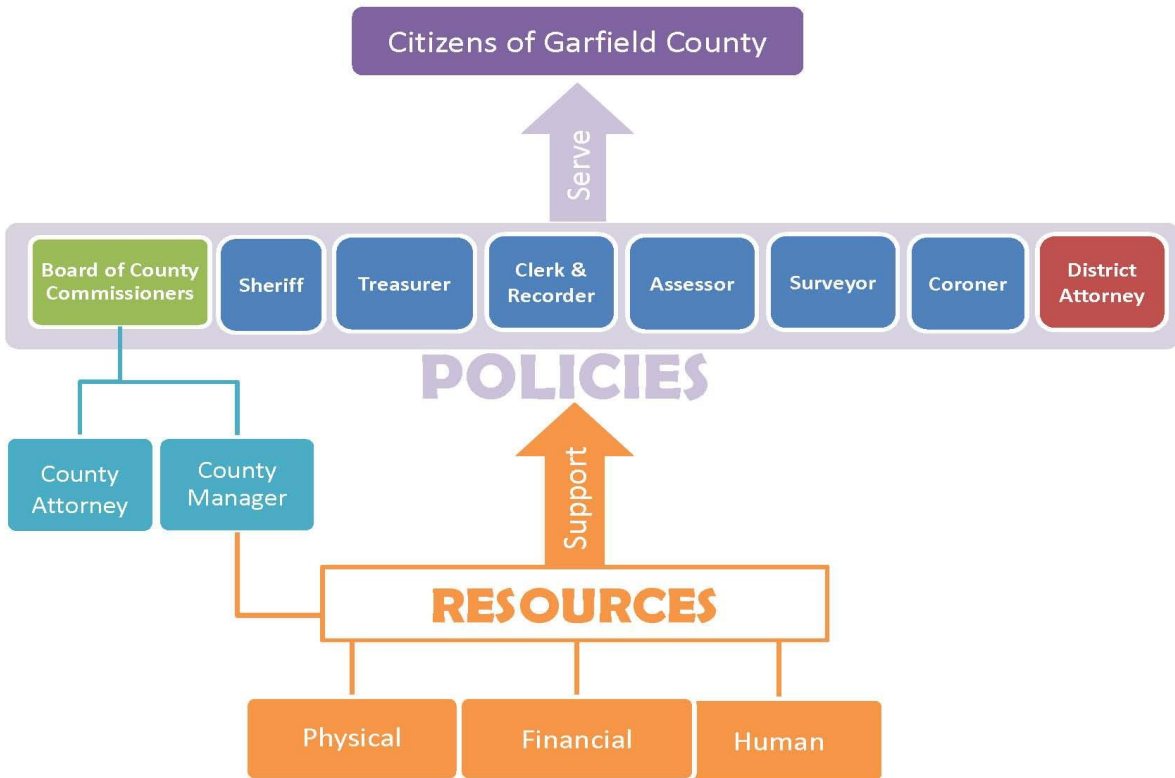 Citizens of Garfield County
Serve
Board of County
Commissioners
Sheriff
Treasurer
Clerk &
Recorder
Assessor
Surveyor
Coroner
District
Attorney
POLICIES
County
Attorney
County
Manager
Support
RESOURCES
Physical
Financial
Human